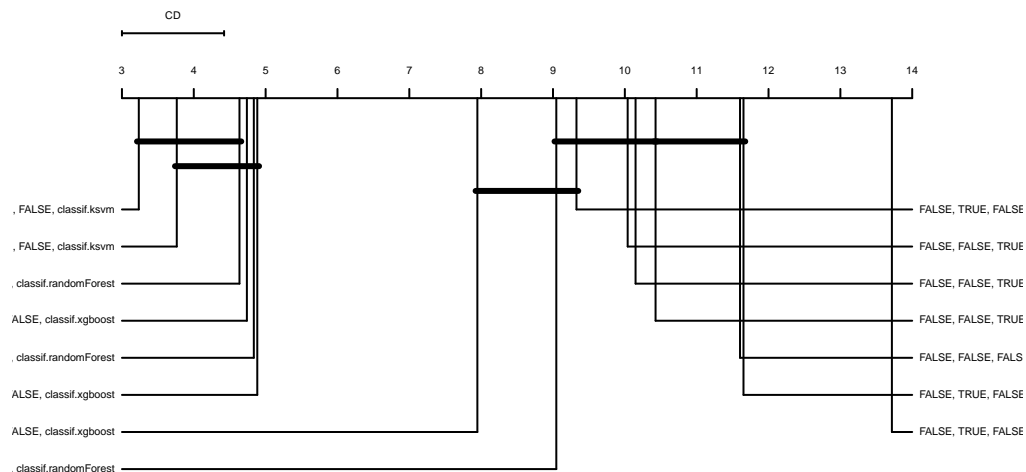 CD
3 4 5 6 7 8 9 10 11 12 13 14
, FALSE, classif.ksvm FALSE, TRUE, FALSE
, FALSE, classif.ksvm FALSE, FALSE, TRUE
, classif.randomForest FALSE, FALSE, TRUE
ALSE, classif.xgboost FALSE, FALSE, TRUE
, classif.randomForest FALSE, FALSE, FALS
ALSE, classif.xgboost FALSE, TRUE, FALSE
ALSE, classif.xgboost FALSE, TRUE, FALSE
, classif.randomForest